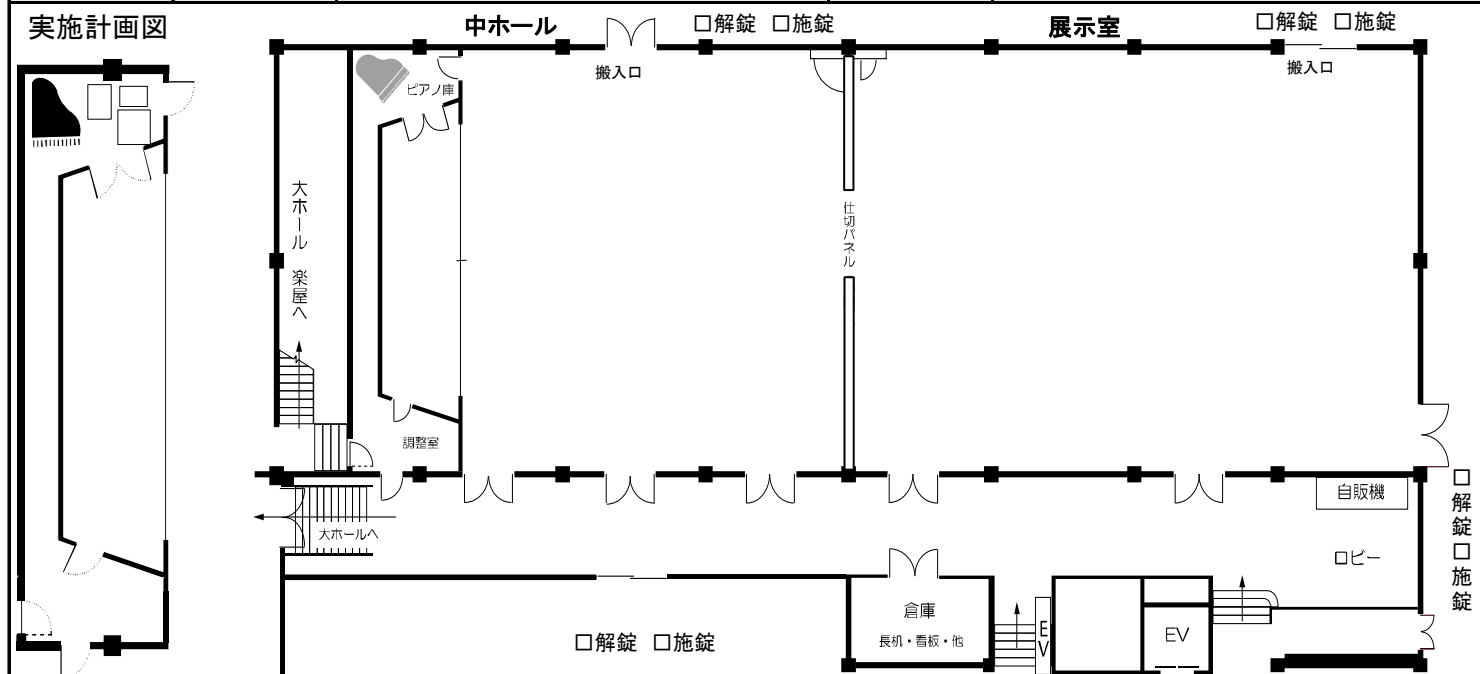 実施計画図
中ホール
□解錠 □施錠
展示室
□解錠 □施錠
搬入口
搬入口
ピアノ庫
大ホール 楽屋へ
仕切パネル
調整室
大ホールへ
自販機
□解錠□施錠
ロビー
倉庫
長机・看板・他
EV
EV
□解錠 □施錠